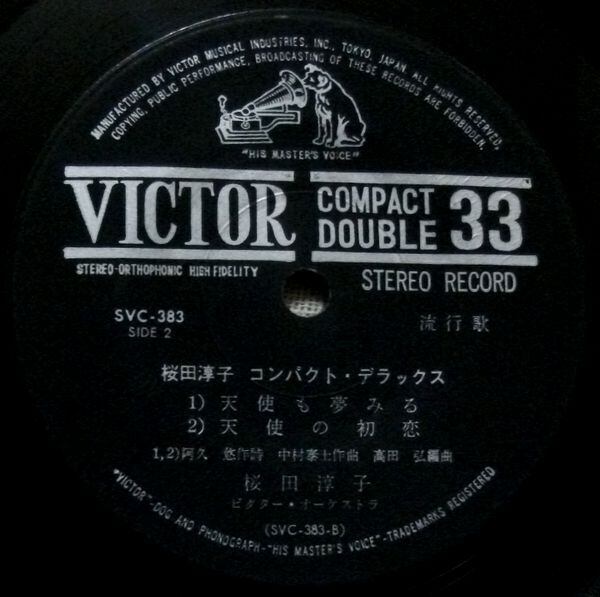 MANUFACTURED BY VICTOR MUSICAL INDUSTRIES, INC., TOKYO, JAPAN. ALL RIGHTS RESERVED.
COPYING, PUBLIC PERFORMANCE, BROADCASTING OF THESE RECORDS ARE FORBIDDEN.
"HIS MASTER'S VOICE"
VICTOR
COMPACT
DOUBLE 33
STEREO-ORTHOPHONIC HIGH FIDELITY
STEREO RECORD
SVC-383
SIDE 2
流行歌
桜田淳子 コンパクト・デラックス
1) 天使も夢みる
2) 天使の初恋
1,2) 阿久 悠作詩 中村泰士作曲 高田 弘編曲
桜田淳子
ビクター・オーケストラ
(SVC-383-B)
"VICTOR"-DOG AND PHONOGRAPH-"HIS MASTER'S VOICE"-TRADEMARKS REGISTERED